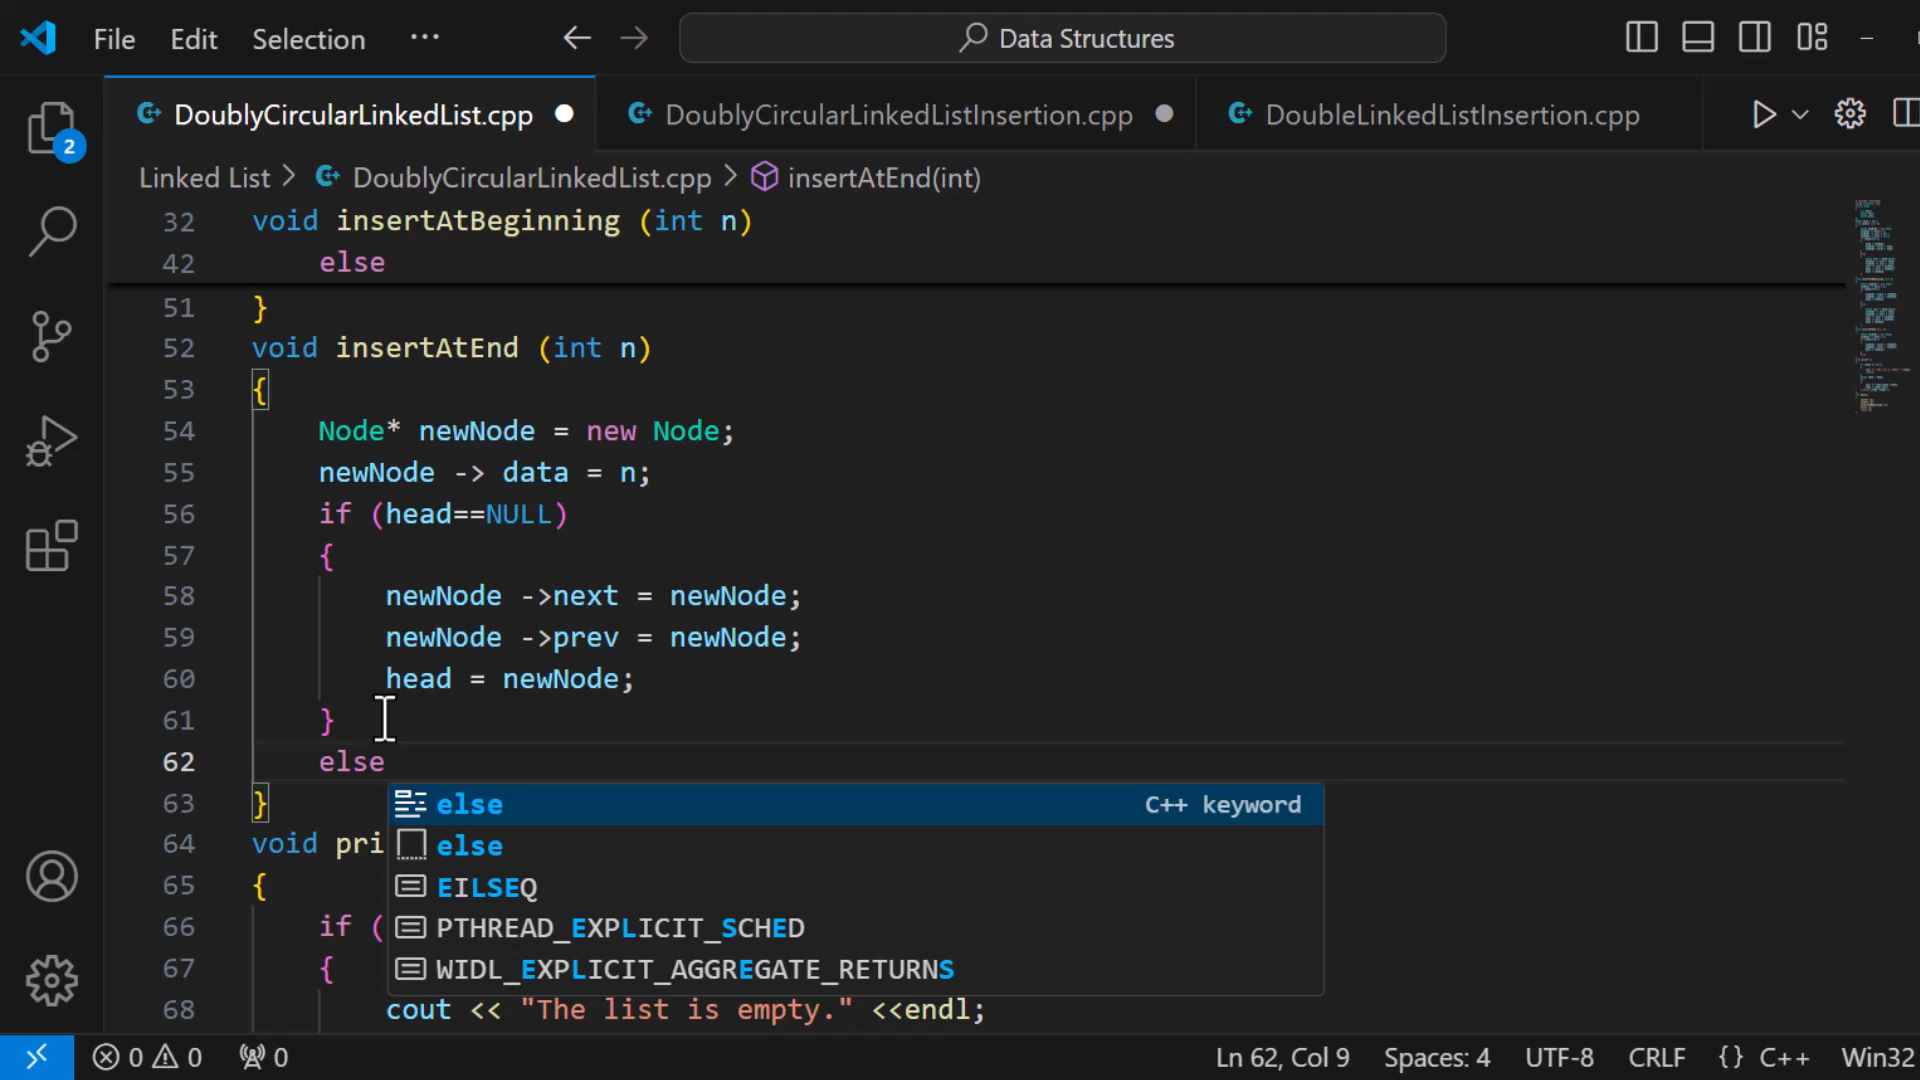 File Edit Selection ··· Data Structures
DoublyCircularLinkedList.cpp DoublyCircularLinkedListInsertion.cpp DoubleLinkedListInsertion.cpp
Linked List > DoublyCircularLinkedList.cpp > insertAtEnd(int)
32 void insertAtBeginning (int n)
42 else
51 }
52 void insertAtEnd (int n)
53 {
54 Node* newNode = new Node;
55 newNode -> data = n;
56 if (head==NULL)
57 {
58 newNode ->next = newNode;
59 newNode ->prev = newNode;
60 head = newNode;
61 }
62 else
63 }
else C++ keyword
64 void pri
else
65 {
EILSEQ
66 if (
PTHREAD_EXPLICIT_SCHED
67 {
WIDL_EXPLICIT_AGGREGATE_RETURNS
68 cout << "The list is empty." <<endl;
2
0 0 0 Ln 62, Col 9 Spaces: 4 UTF-8 CRLF {} C++ Win32